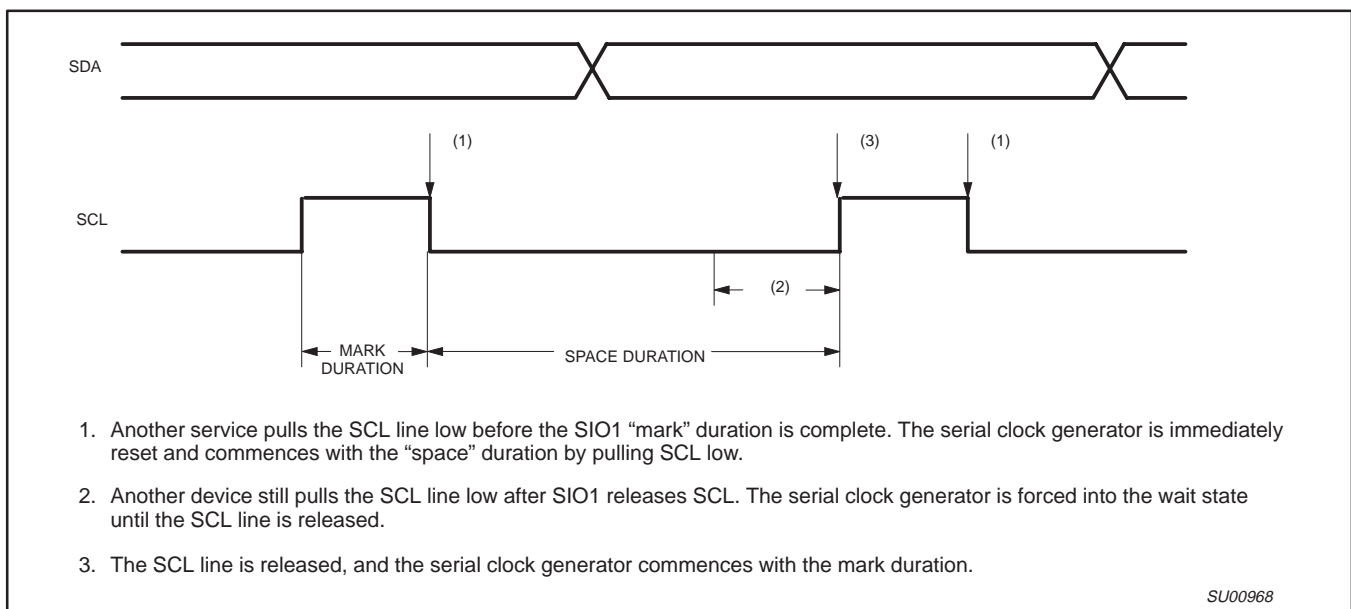 SDA
(1)
(3)
(1)
SCL
(2)
MARK
DURATION
SPACE DURATION
1. Another service pulls the SCL line low before the SIO1 “mark” duration is complete. The serial clock generator is immediately
reset and commences with the “space” duration by pulling SCL low.
2. Another device still pulls the SCL line low after SIO1 releases SCL. The serial clock generator is forced into the wait state
until the SCL line is released.
3. The SCL line is released, and the serial clock generator commences with the mark duration.
SU00968